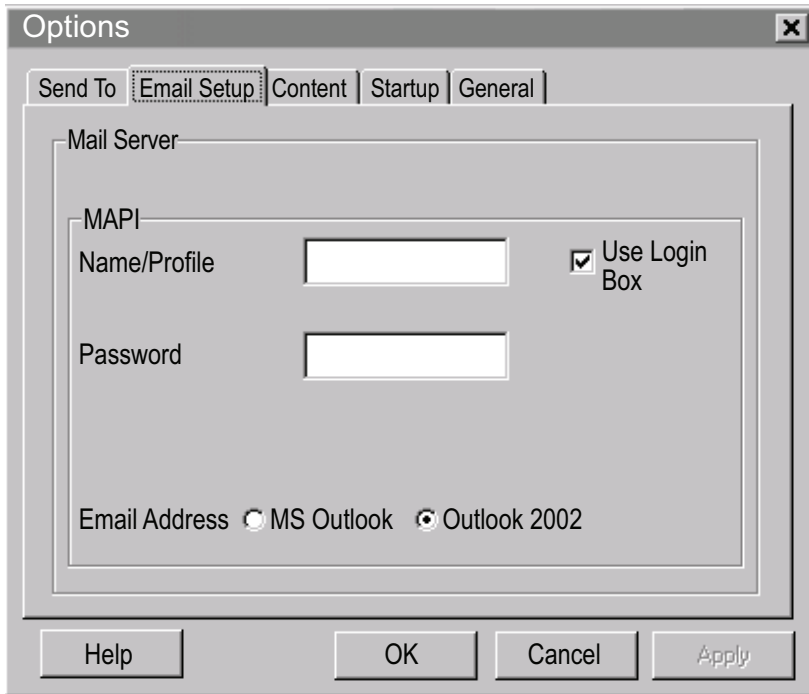 Options
Send To Email Setup Content Startup General
Mail Server
MAPI
Name/Profile
Use Login
Box
Password
Email Address MS Outlook Outlook 2002
Help OK Cancel Apply